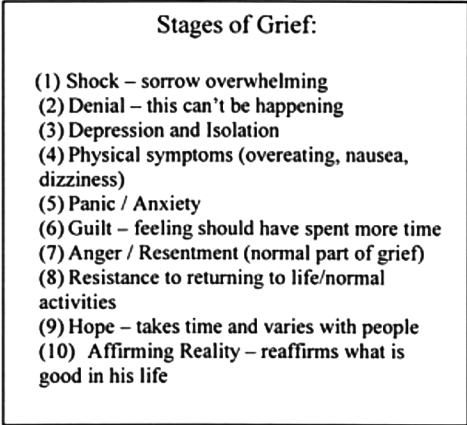 Stages of Grief:
(1) Shock – sorrow overwhelming
(2) Denial – this can't be happening
(3) Depression and Isolation
(4) Physical symptoms (overeating, nausea,
dizziness)
(5) Panic / Anxiety
(6) Guilt – feeling should have spent more time
(7) Anger / Resentment (normal part of grief)
(8) Resistance to returning to life/normal
activities
(9) Hope – takes time and varies with people
(10) Affirming Reality – reaffirms what is
good in his life